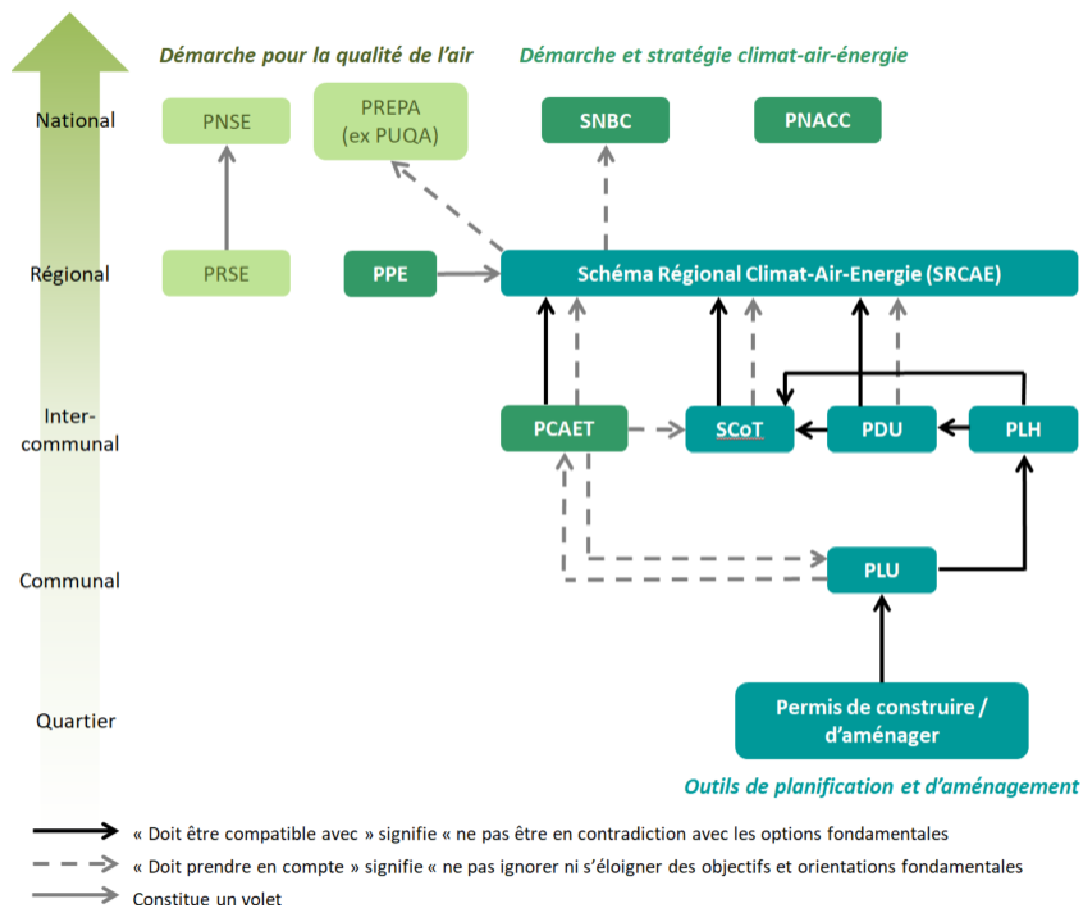 Démarche pour la qualité de l'air
Démarche et stratégie climat-air-énergie
National
PNSE
PREPA
(ex PUQA)
SNBC
PNACC
Régional
PRSE
PPE
Schéma Régional Climat-Air-Energie (SRCAE)
Inter-
communal
PCAET
SCoT
PDU
PLH
Communal
PLU
Quartier
Permis de construire /
d'aménager
Outils de planification et d'aménagement
« Doit être compatible avec » signifie « ne pas être en contradiction avec les options fondamentales
« Doit prendre en compte » signifie « ne pas ignorer ni s'éloigner des objectifs et orientations fondamentales
Constitue un volet